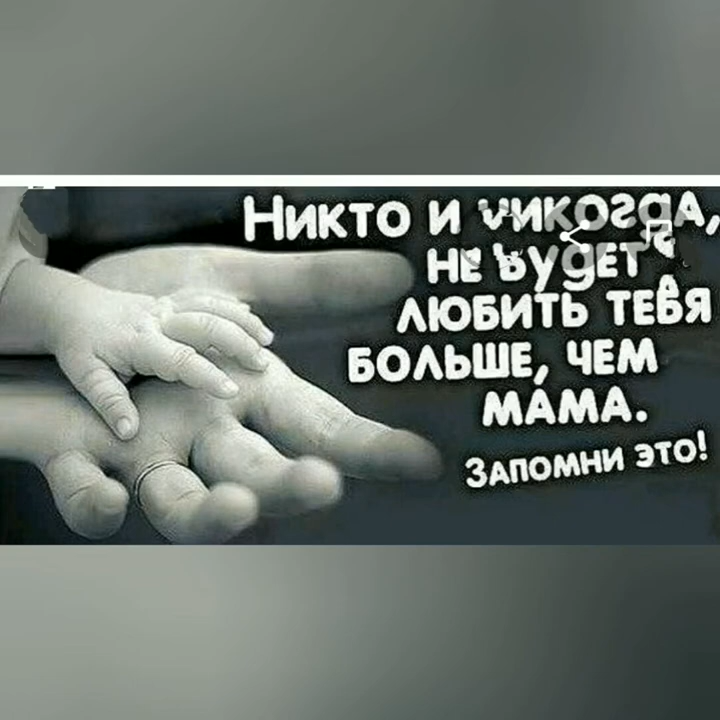 Никто и никогда,
не будет
любить тебя
больше, чем
мама.
Запомни это!